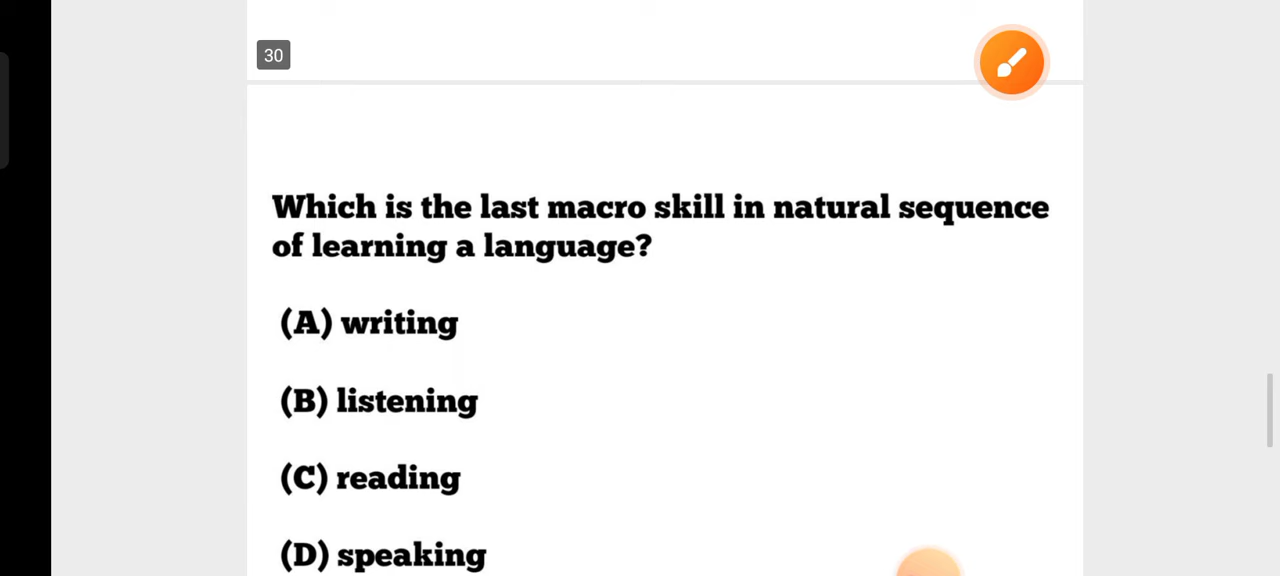 30
Which is the last macro skill in natural sequence
of learning a language?
(A) writing
(B) listening
(C) reading
(D) speaking